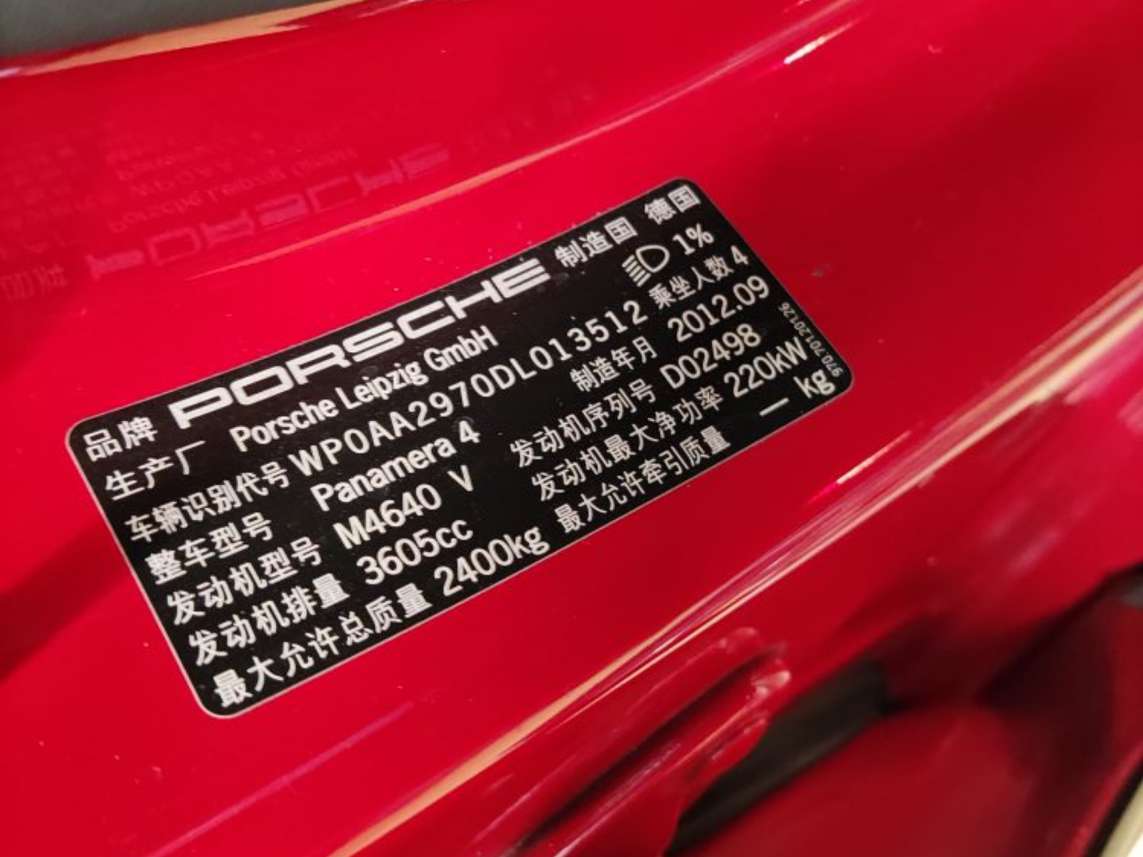 品牌 PORSCHE 制造国 德国
生产厂 Porsche Leipzig GmbH 1%
车辆识别代号 WP0AA2970DL013512 乘坐人数 4
整车型号 Panamera 4 制造年月 2012.09
发动机型号 M4640 V 发动机序列号 D02498
发动机排量 3605cc 发动机最大净功率 220kW
最大允许总质量 2400kg 最大允许牵引质量 — kg
970.701.201.26